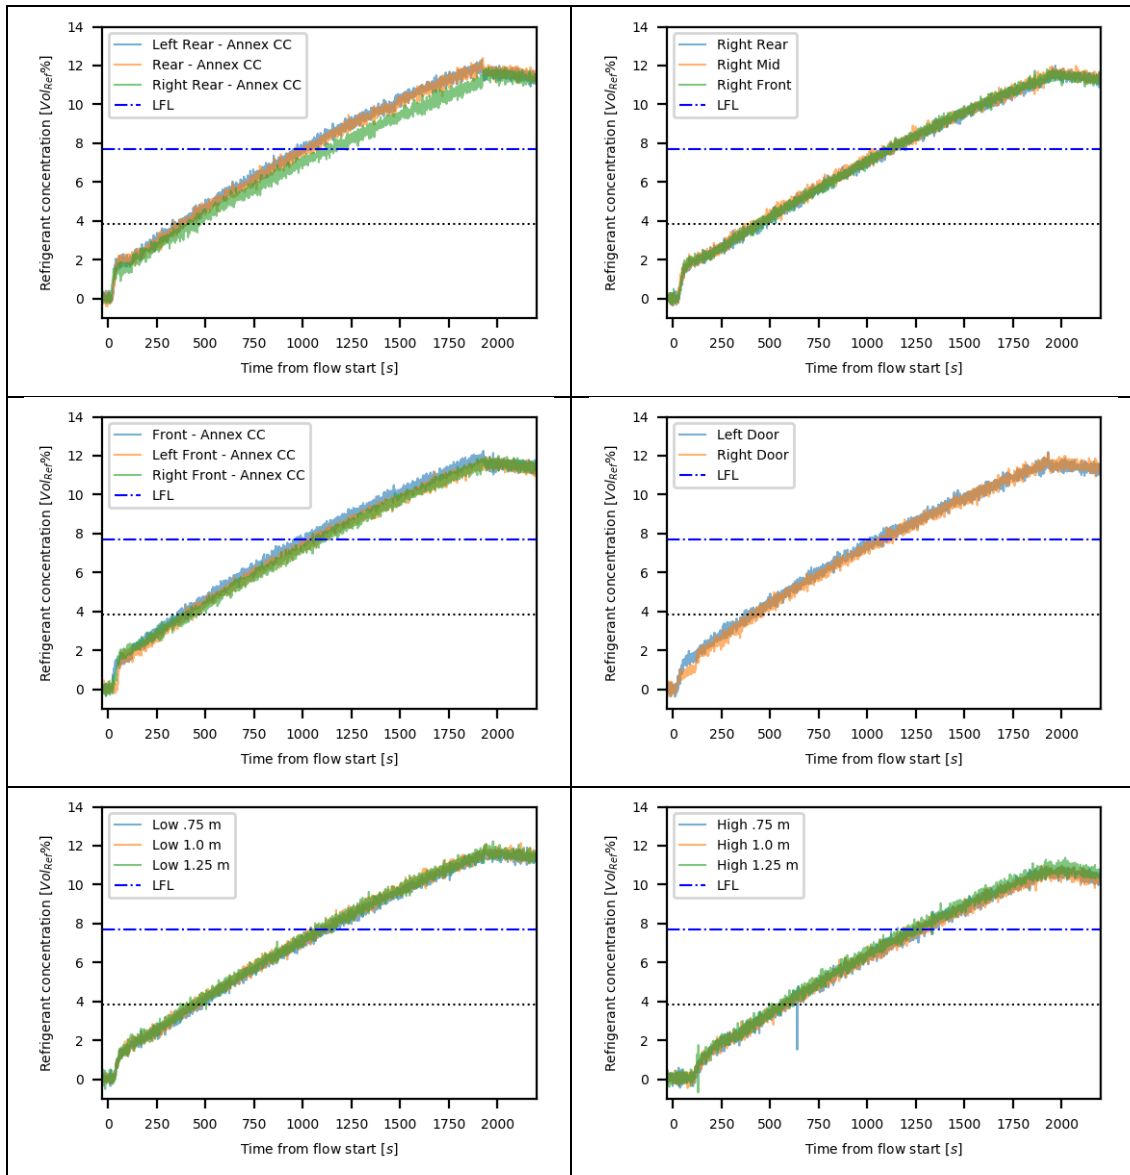 14
12
10
8
6
4
2
0
Refrigerant concentration [Vol_Ref%]
Left Rear - Annex CC
Rear - Annex CC
Right Rear - Annex CC
LFL
0 250 500 750 1000 1250 1500 1750 2000
Time from flow start [s]
14
12
10
8
6
4
2
0
Refrigerant concentration [Vol_Ref%]
Right Rear
Right Mid
Right Front
LFL
0 250 500 750 1000 1250 1500 1750 2000
Time from flow start [s]
14
12
10
8
6
4
2
0
Refrigerant concentration [Vol_Ref%]
Front - Annex CC
Left Front - Annex CC
Right Front - Annex CC
LFL
0 250 500 750 1000 1250 1500 1750 2000
Time from flow start [s]
14
12
10
8
6
4
2
0
Refrigerant concentration [Vol_Ref%]
Left Door
Right Door
LFL
0 250 500 750 1000 1250 1500 1750 2000
Time from flow start [s]
14
12
10
8
6
4
2
0
Refrigerant concentration [Vol_Ref%]
Low .75 m
Low 1.0 m
Low 1.25 m
LFL
0 250 500 750 1000 1250 1500 1750 2000
Time from flow start [s]
14
12
10
8
6
4
2
0
Refrigerant concentration [Vol_Ref%]
High .75 m
High 1.0 m
High 1.25 m
LFL
0 250 500 750 1000 1250 1500 1750 2000
Time from flow start [s]